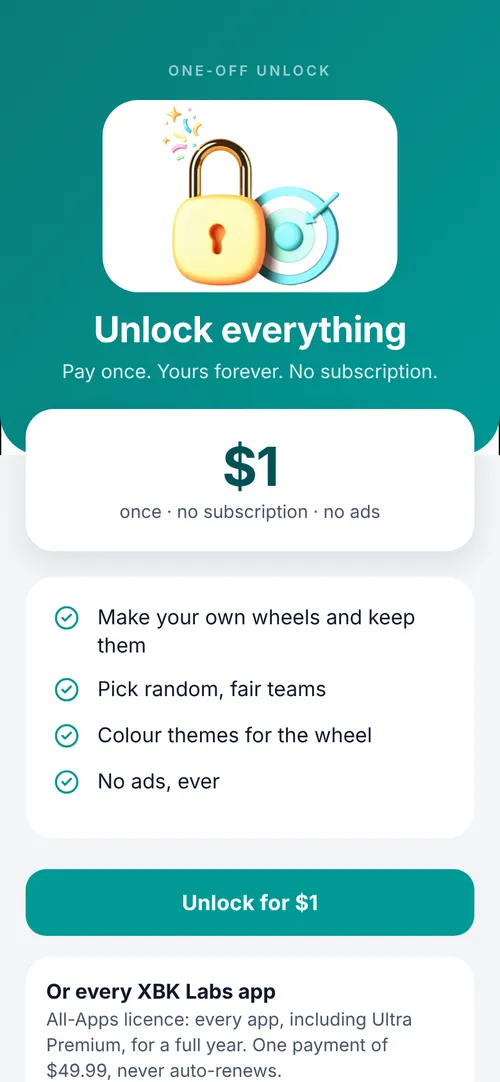 ONE-OFF UNLOCK
Unlock everything
Pay once. Yours forever. No subscription.
$1
once · no subscription · no ads
Make your own wheels and keep
them
Pick random, fair teams
Colour themes for the wheel
No ads, ever
Unlock for $1
Or every XBK Labs app
All-Apps licence: every app, including Ultra
Premium, for a full year. One payment of
$49.99, never auto-renews.